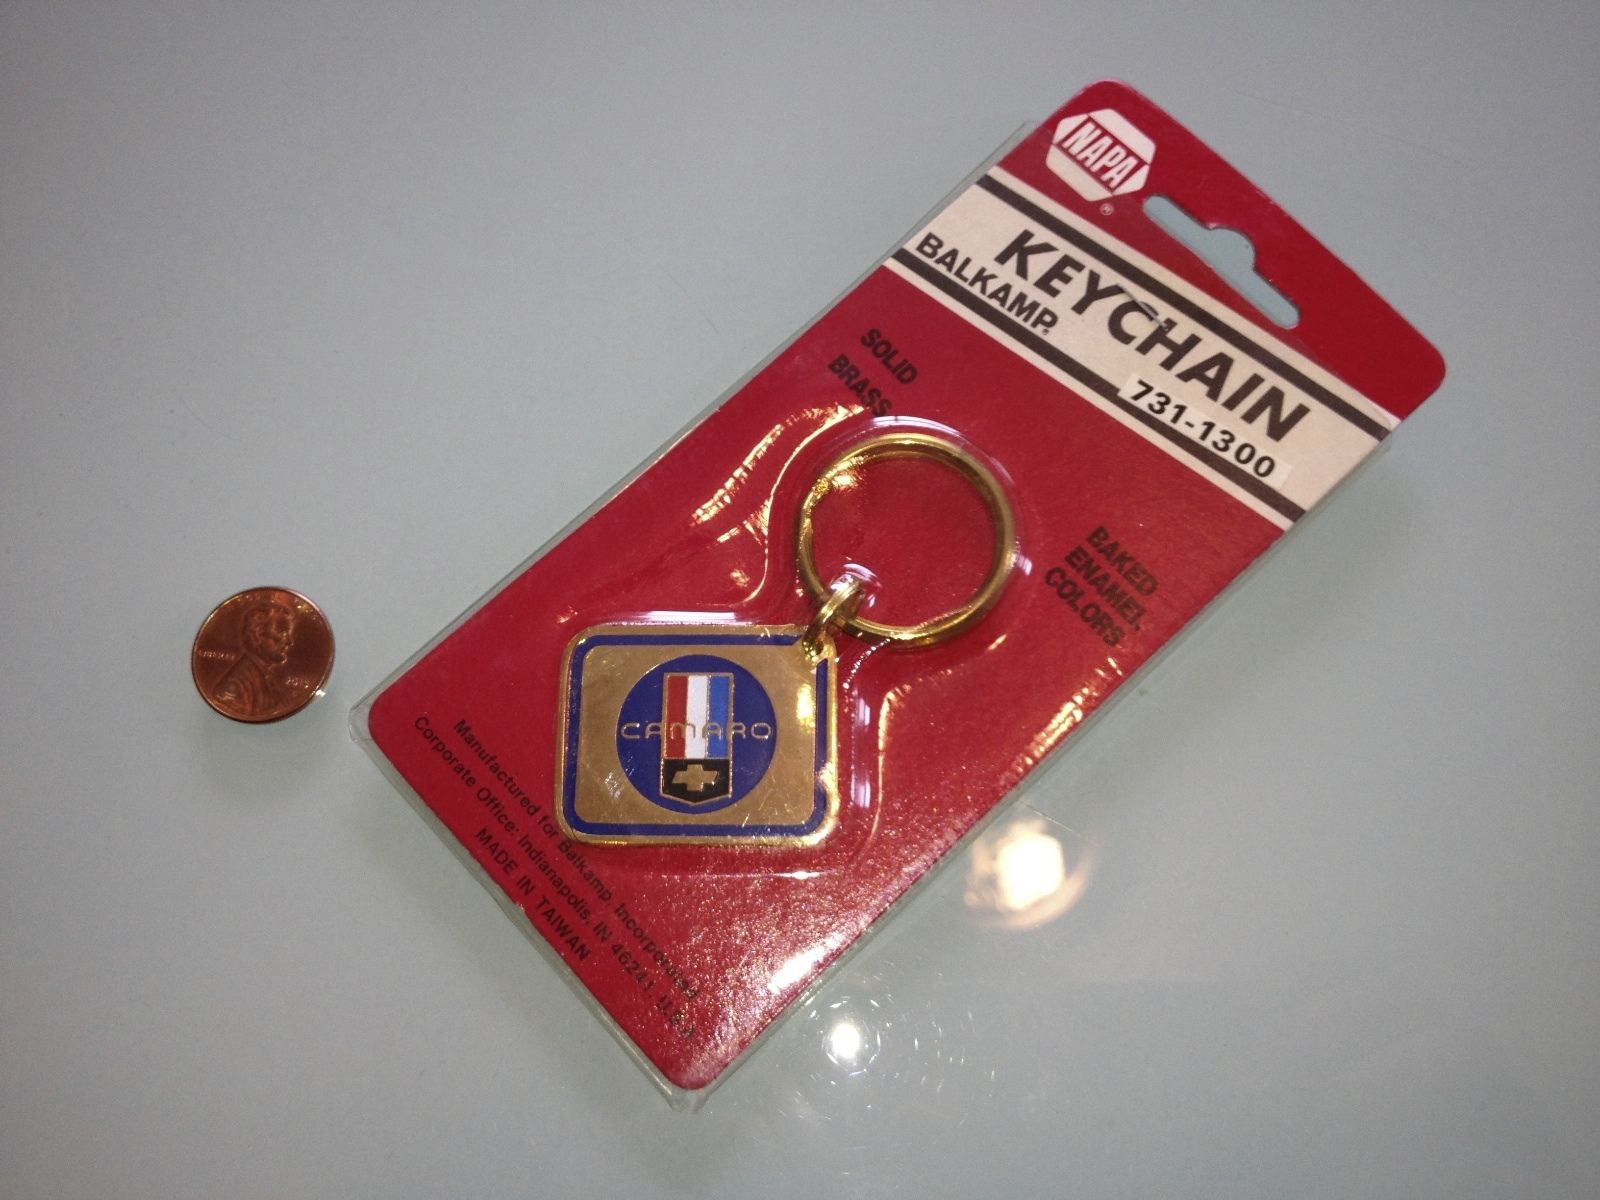 NAPA
®
KEYCHAIN
BALKAMP®
731-1300
SOLID
BRASS
BAKED
ENAMEL
COLORS
CAMARO
Manufactured for Balkamp, Incorporated
Corporate Office: Indianapolis, IN 46241, U.S.A.
MADE IN TAIWAN
LIBERTY